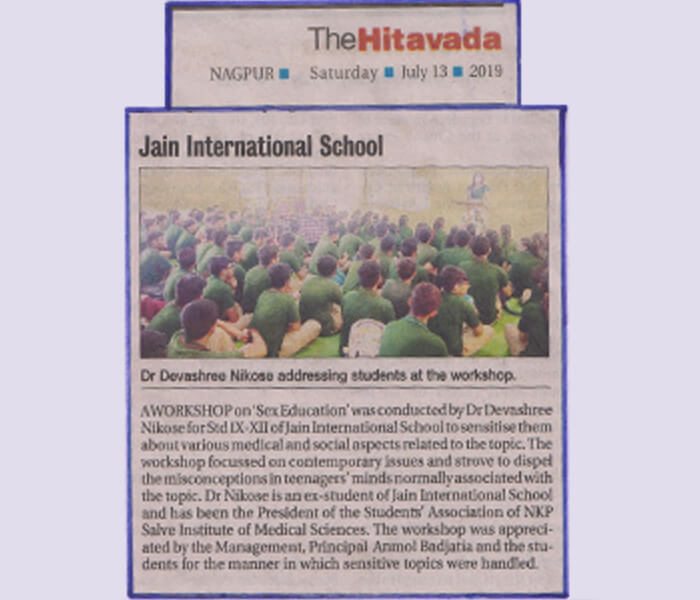 TheHitavada
NAGPUR ■ Saturday ■ July 13 ■ 2019
Jain International School
Dr Devashree Nikose addressing students at the workshop.
A WORKSHOP on 'Sex Education' was conducted by Dr Devashree
Nikose for Std IX-XII of Jain International School to sensitise them
about various medical and social aspects related to the topic. The
workshop focussed on contemporary issues and strove to dispel
the misconceptions in teenagers' minds normally associated with
the topic. Dr Nikose is an ex-student of Jain International School
and has been the President of the Students' Association of NKP
Salve Institute of Medical Sciences. The workshop was appreci-
ated by the Management, Principal Anmol Badjatia and the stu-
dents for the manner in which sensitive topics were handled.